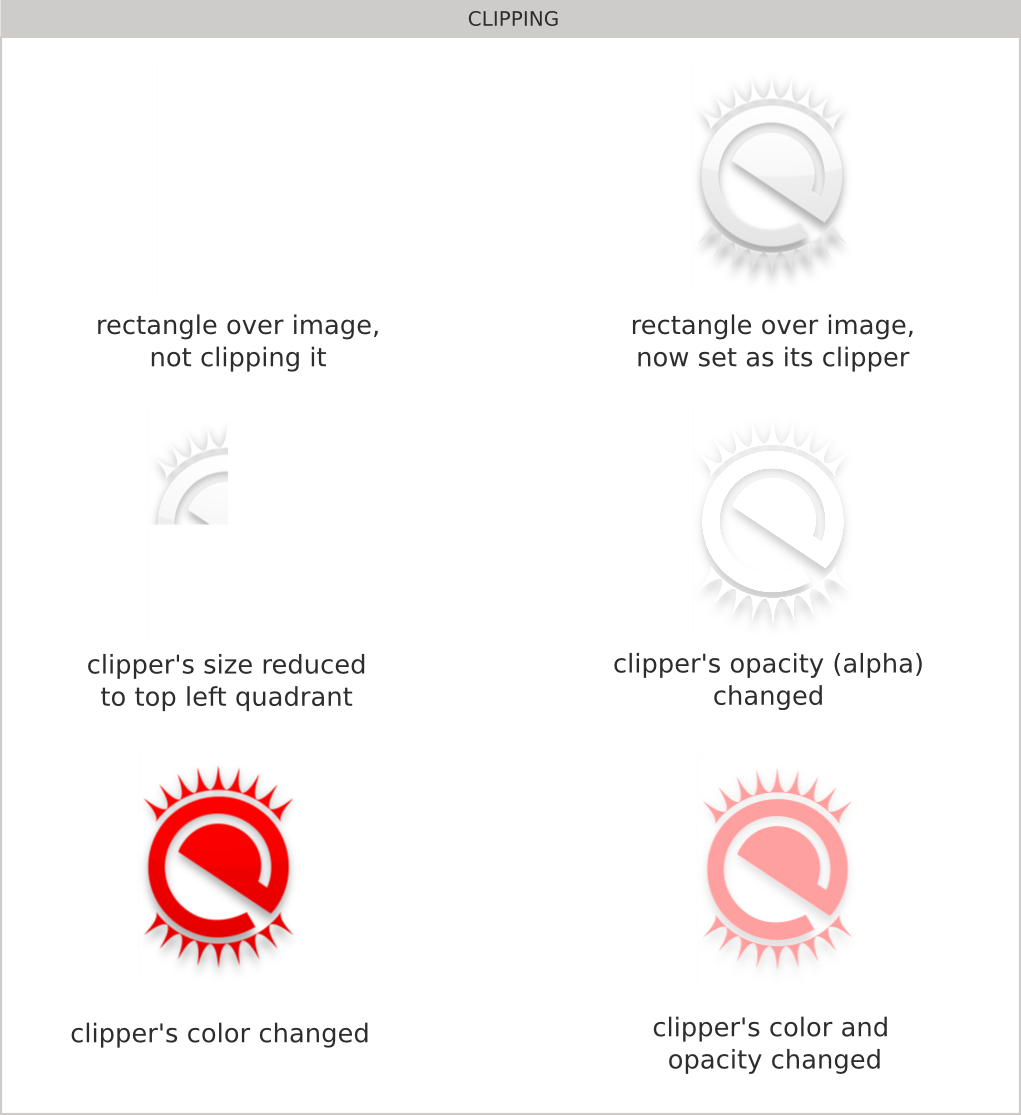 CLIPPING
rectangle over image,
not clipping it
rectangle over image,
now set as its clipper
clipper's size reduced
to top left quadrant
clipper's opacity (alpha)
changed
clipper's color changed
clipper's color and
opacity changed